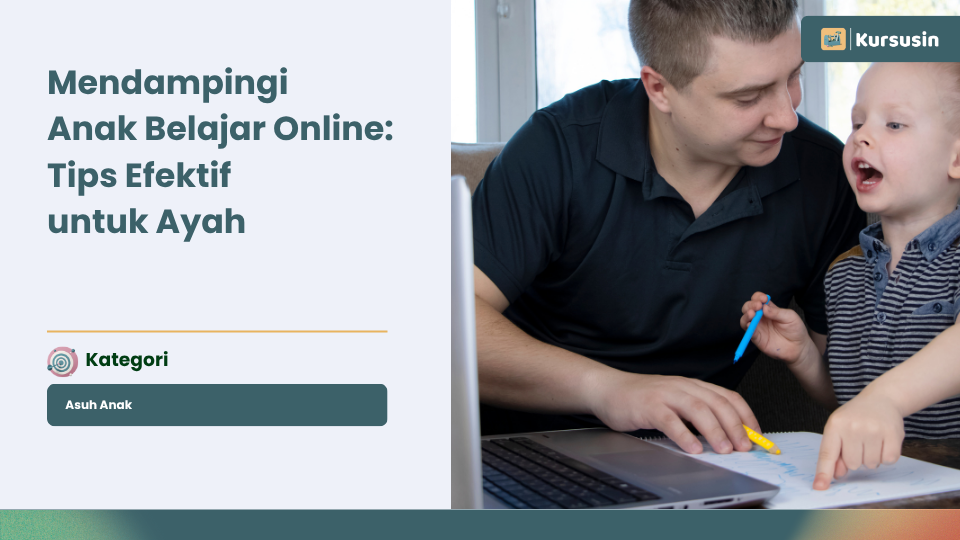 Kursusin
Mendampingi
Anak Belajar Online:
Tips Efektif
untuk Ayah
Kategori
Asuh Anak